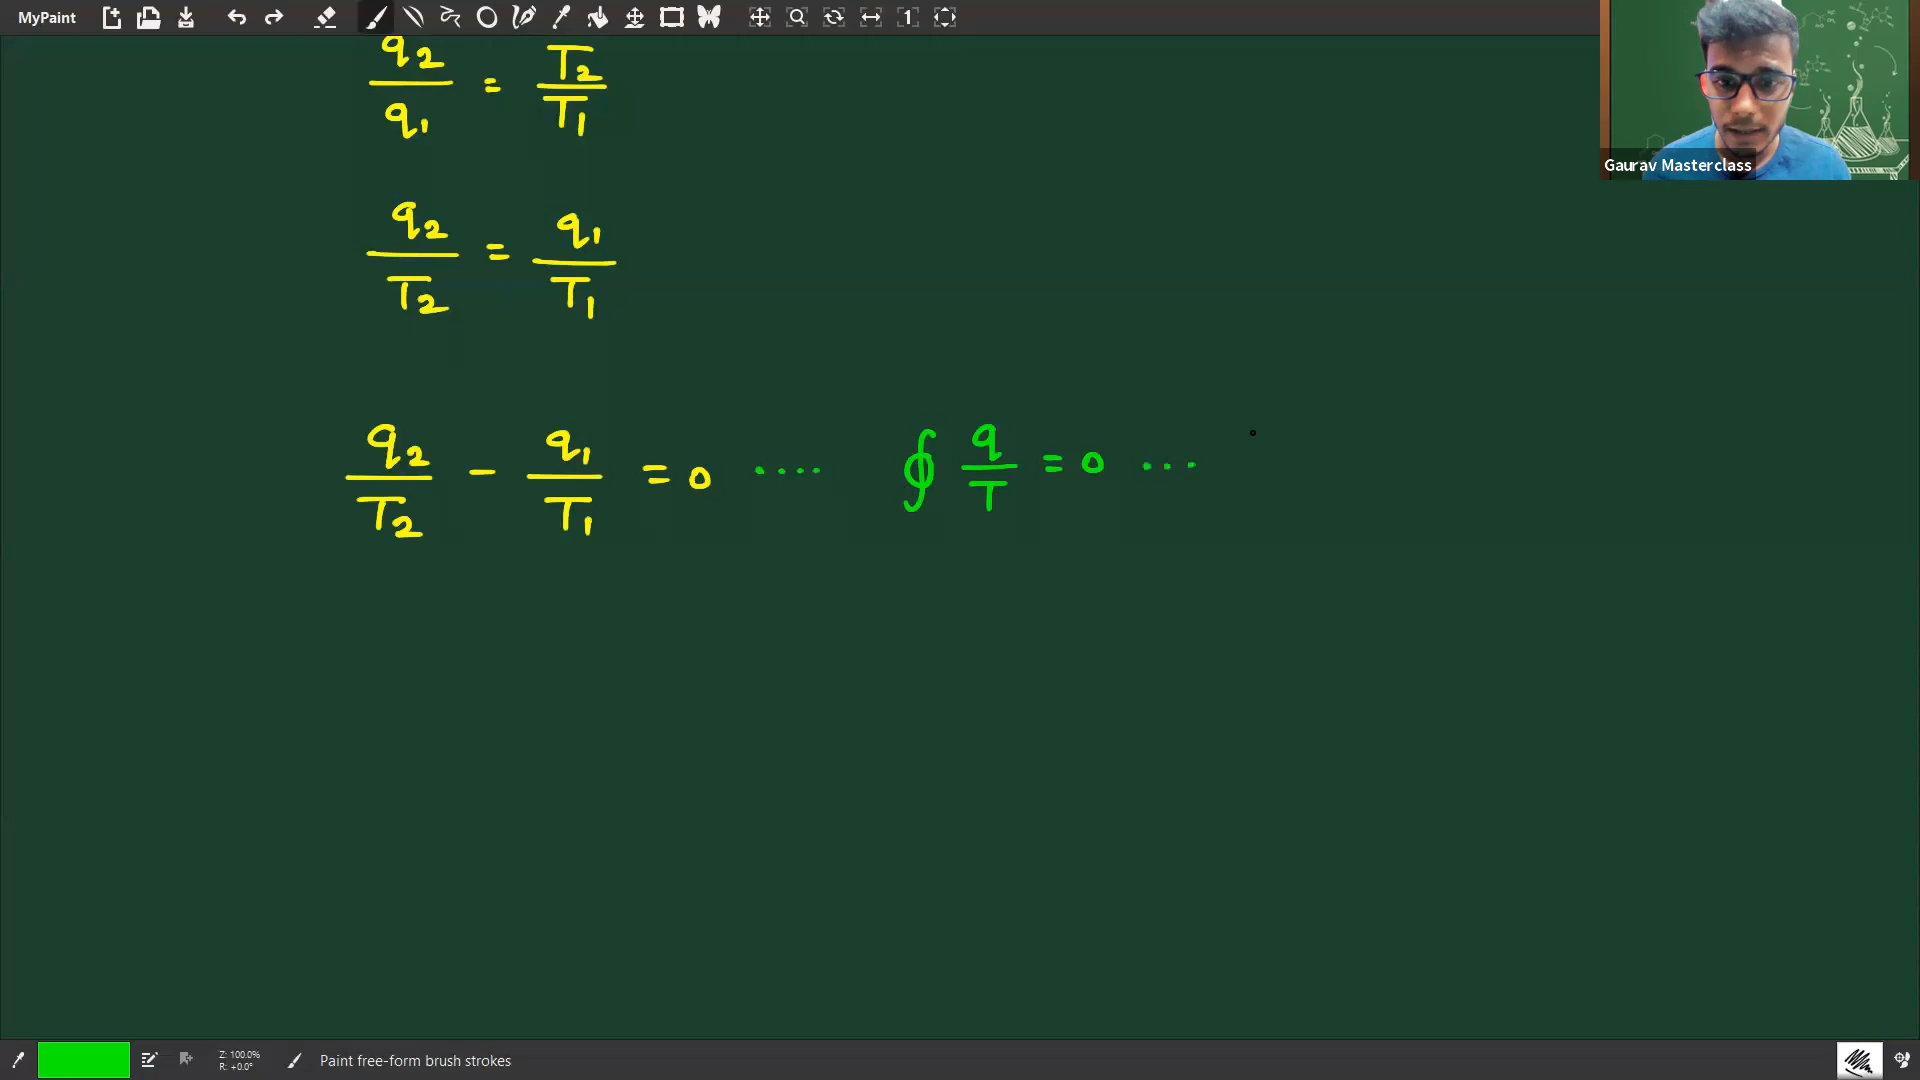 MyPaint
q₂/q₁ = T₂/T₁
Gaurav Masterclass
q₂/T₂ = q₁/T₁
q₂/T₂ - q₁/T₁ = 0 .... ∮ q/T = 0 ...
Z: 100.0%
R: +0.0°
Paint free-form brush strokes